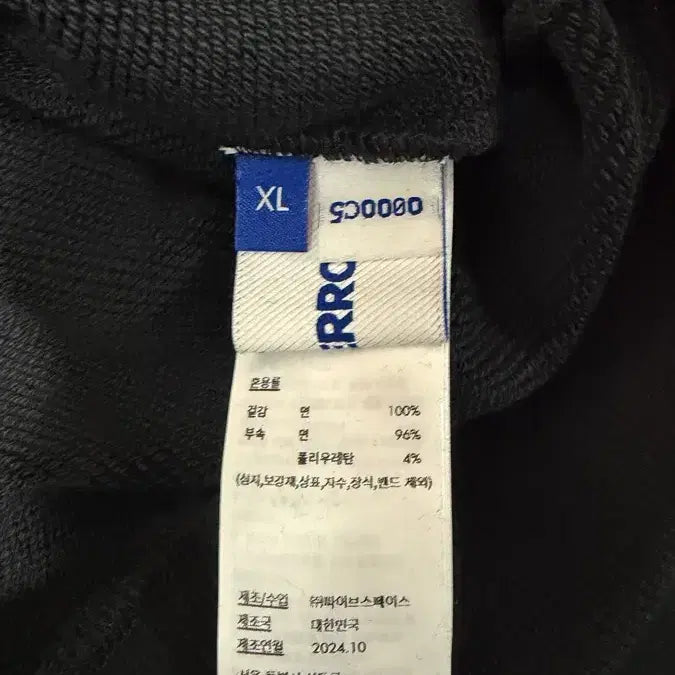 XL
0000C5
ERRO
혼용률
겉감 면 100%
부속 면 96%
폴리우레탄 4%
(심지,보강재,상표,자수,장식,밴드 제외)
제조/수입 ㈜파이브스페이스
제조국 대한민국
제조연월 2024.10